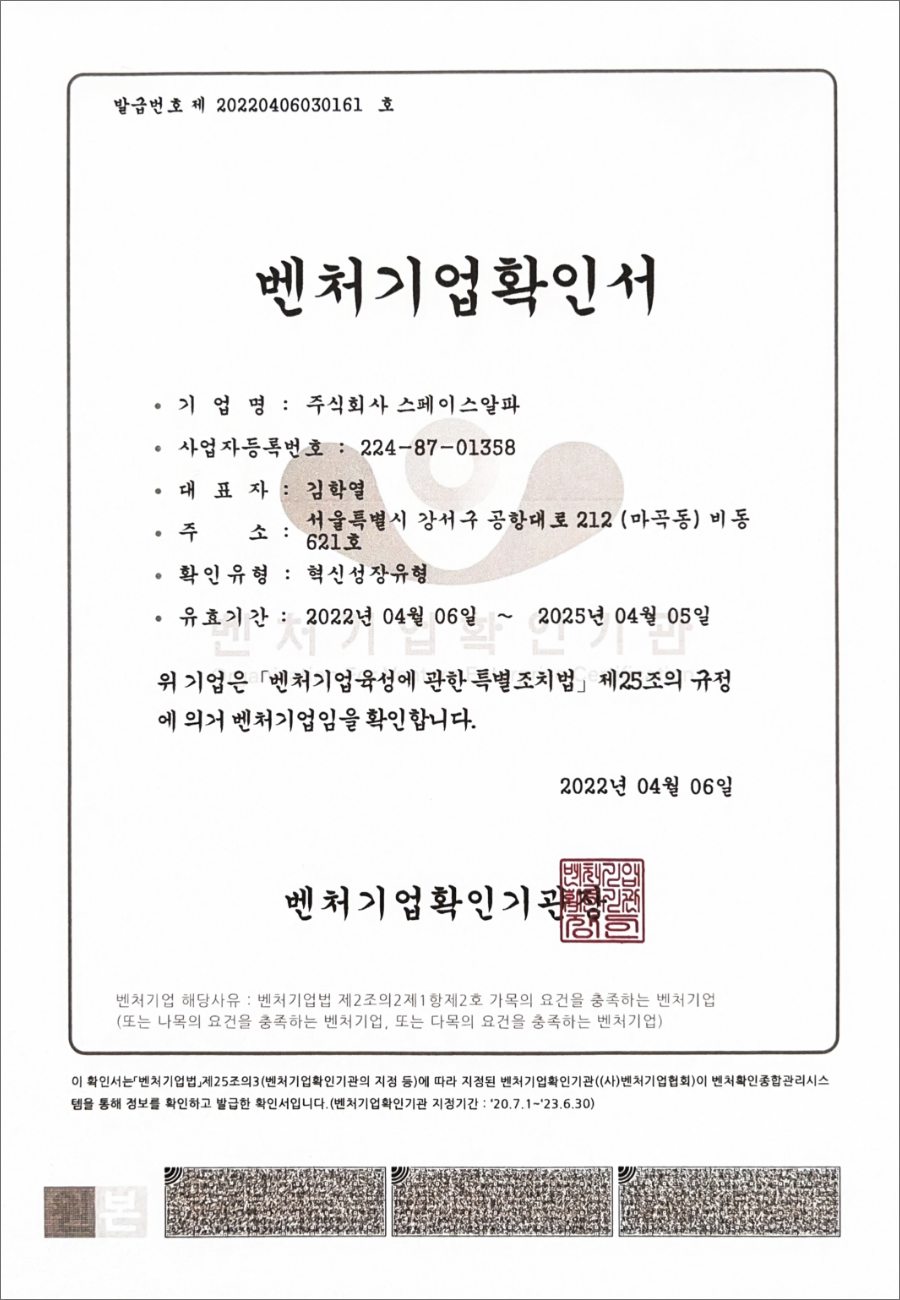 발급번호 제 20220406030161 호
벤처기업확인서
• 기 업 명 : 주식회사 스페이스알파
• 사업자등록번호 : 224-87-01358
• 대 표 자 : 김학열
• 주 소 : 서울특별시 강서구 공항대로 212 (마곡동) 비동
621호
• 확인유형 : 혁신성장유형
• 유효기간 : 2022년 04월 06일 ~ 2025년 04월 05일
벤처기업확인기관
위 기업은 「벤처기업육성에 관한 특별조치법」 제25조의 규정
에 의거 벤처기업임을 확인합니다.
2022년 04월 06일
벤처기업확인기관장
벤처기업 해당사유 : 벤처기업법 제2조의2제1항제2호 가목의 요건을 충족하는 벤처기업
(또는 나목의 요건을 충족하는 벤처기업, 또는 다목의 요건을 충족하는 벤처기업)
이 확인서는「벤처기업법」제25조의3(벤처기업확인기관의 지정 등)에 따라 지정된 벤처기업확인기관((사)벤처기업협회)이 벤처확인종합관리시스
템을 통해 정보를 확인하고 발급한 확인서입니다.(벤처기업확인기관 지정기간 : '20.7.1~'23.6.30)
본